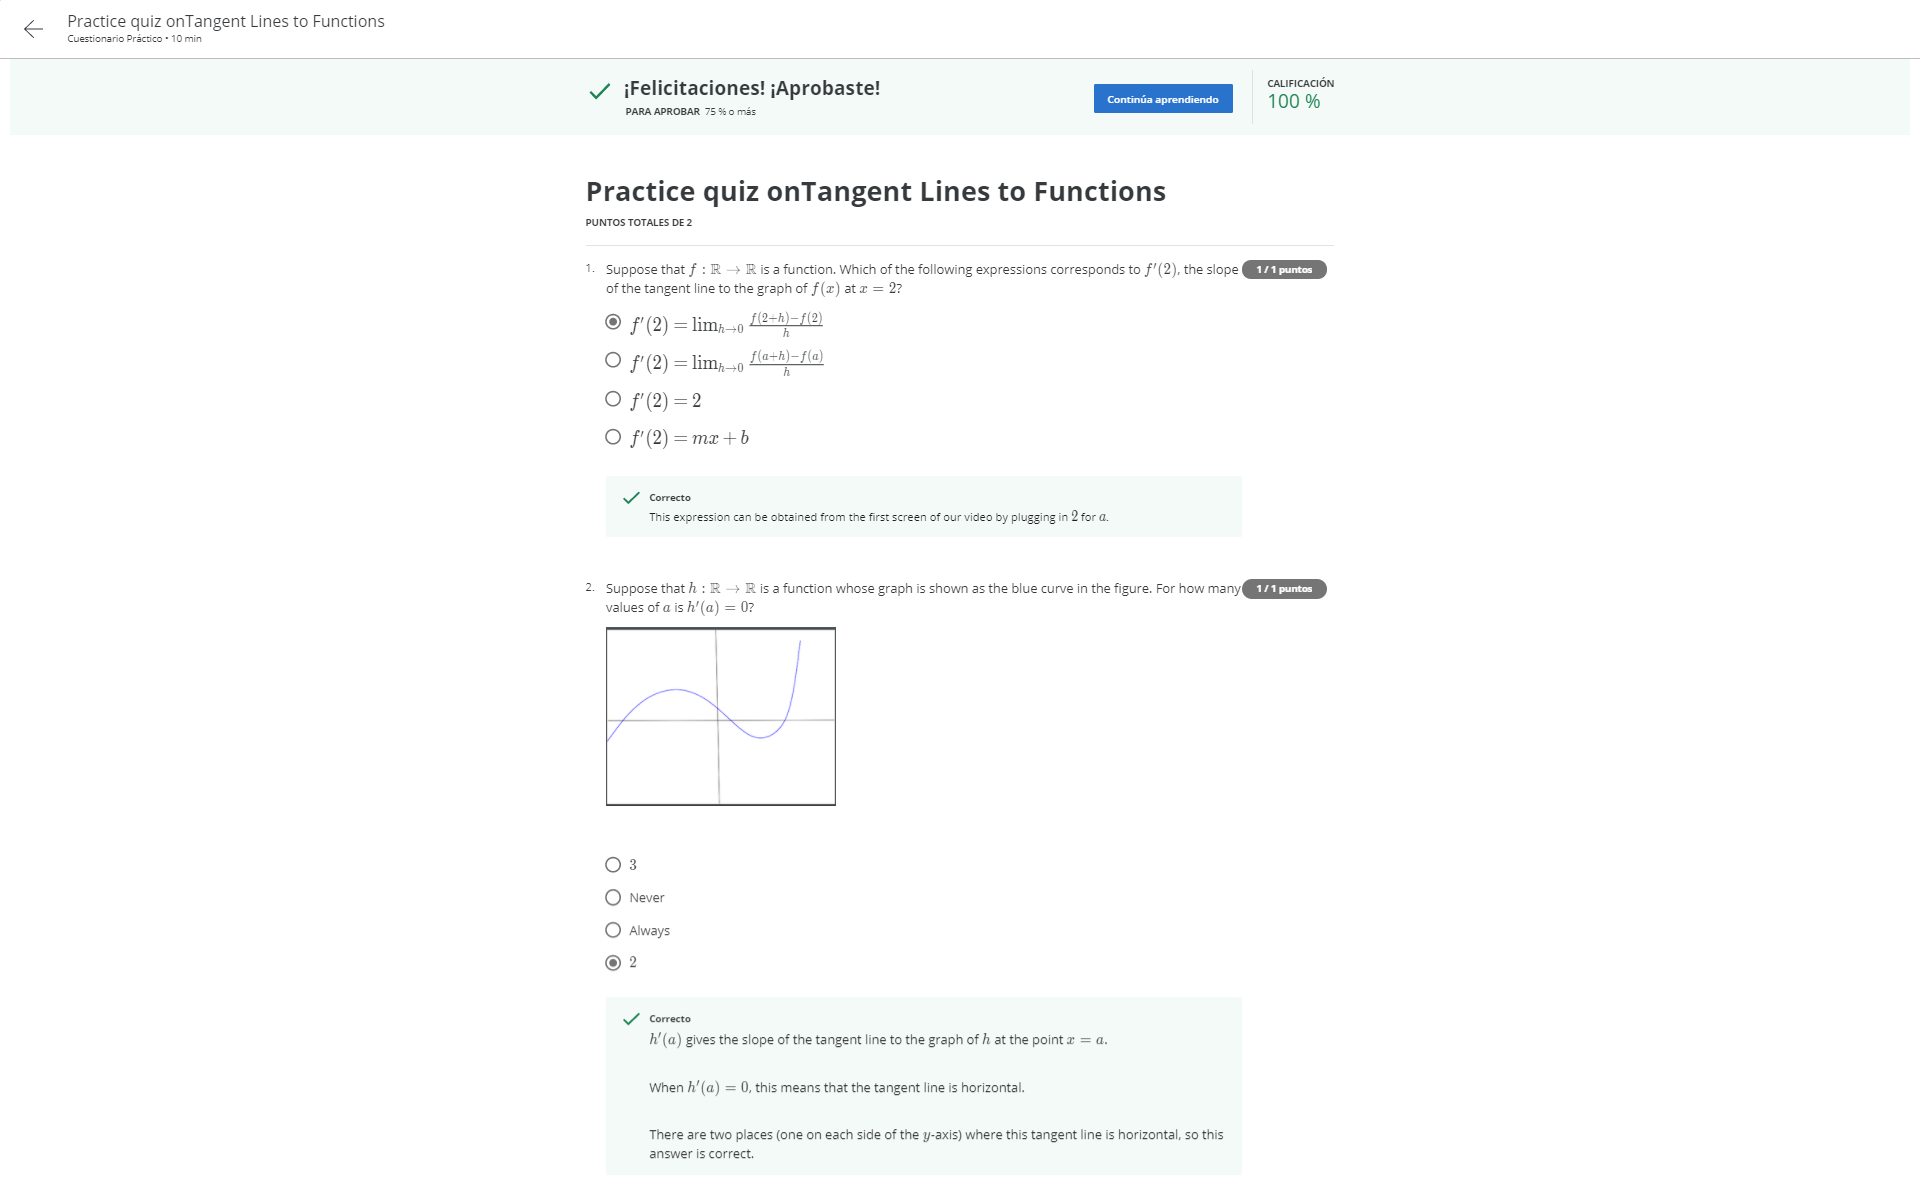 Practice quiz onTangent Lines to Functions
Cuestionario Práctico • 10 min
¡Felicitaciones! ¡Aprobaste!
PARA APROBAR 75 % o más
Continúa aprendiendo
CALIFICACIÓN
100 %
Practice quiz onTangent Lines to Functions
PUNTOS TOTALES DE 2
1. Suppose that f : ℝ → ℝ is a function. Which of the following expressions corresponds to f′(2), the slope
of the tangent line to the graph of f(x) at x = 2?
1 / 1 puntos
f′(2) = lim_{h→0} \frac{f(2+h)−f(2)}{h}
f′(2) = lim_{h→0} \frac{f(a+h)−f(a)}{h}
f′(2) = 2
f′(2) = mx + b
Correcto
This expression can be obtained from the first screen of our video by plugging in 2 for a.
2. Suppose that h : ℝ → ℝ is a function whose graph is shown as the blue curve in the figure. For how many
values of a is h′(a) = 0?
1 / 1 puntos
3
Never
Always
2
Correcto
h′(a) gives the slope of the tangent line to the graph of h at the point x = a.
When h′(a) = 0, this means that the tangent line is horizontal.
There are two places (one on each side of the y-axis) where this tangent line is horizontal, so this
answer is correct.